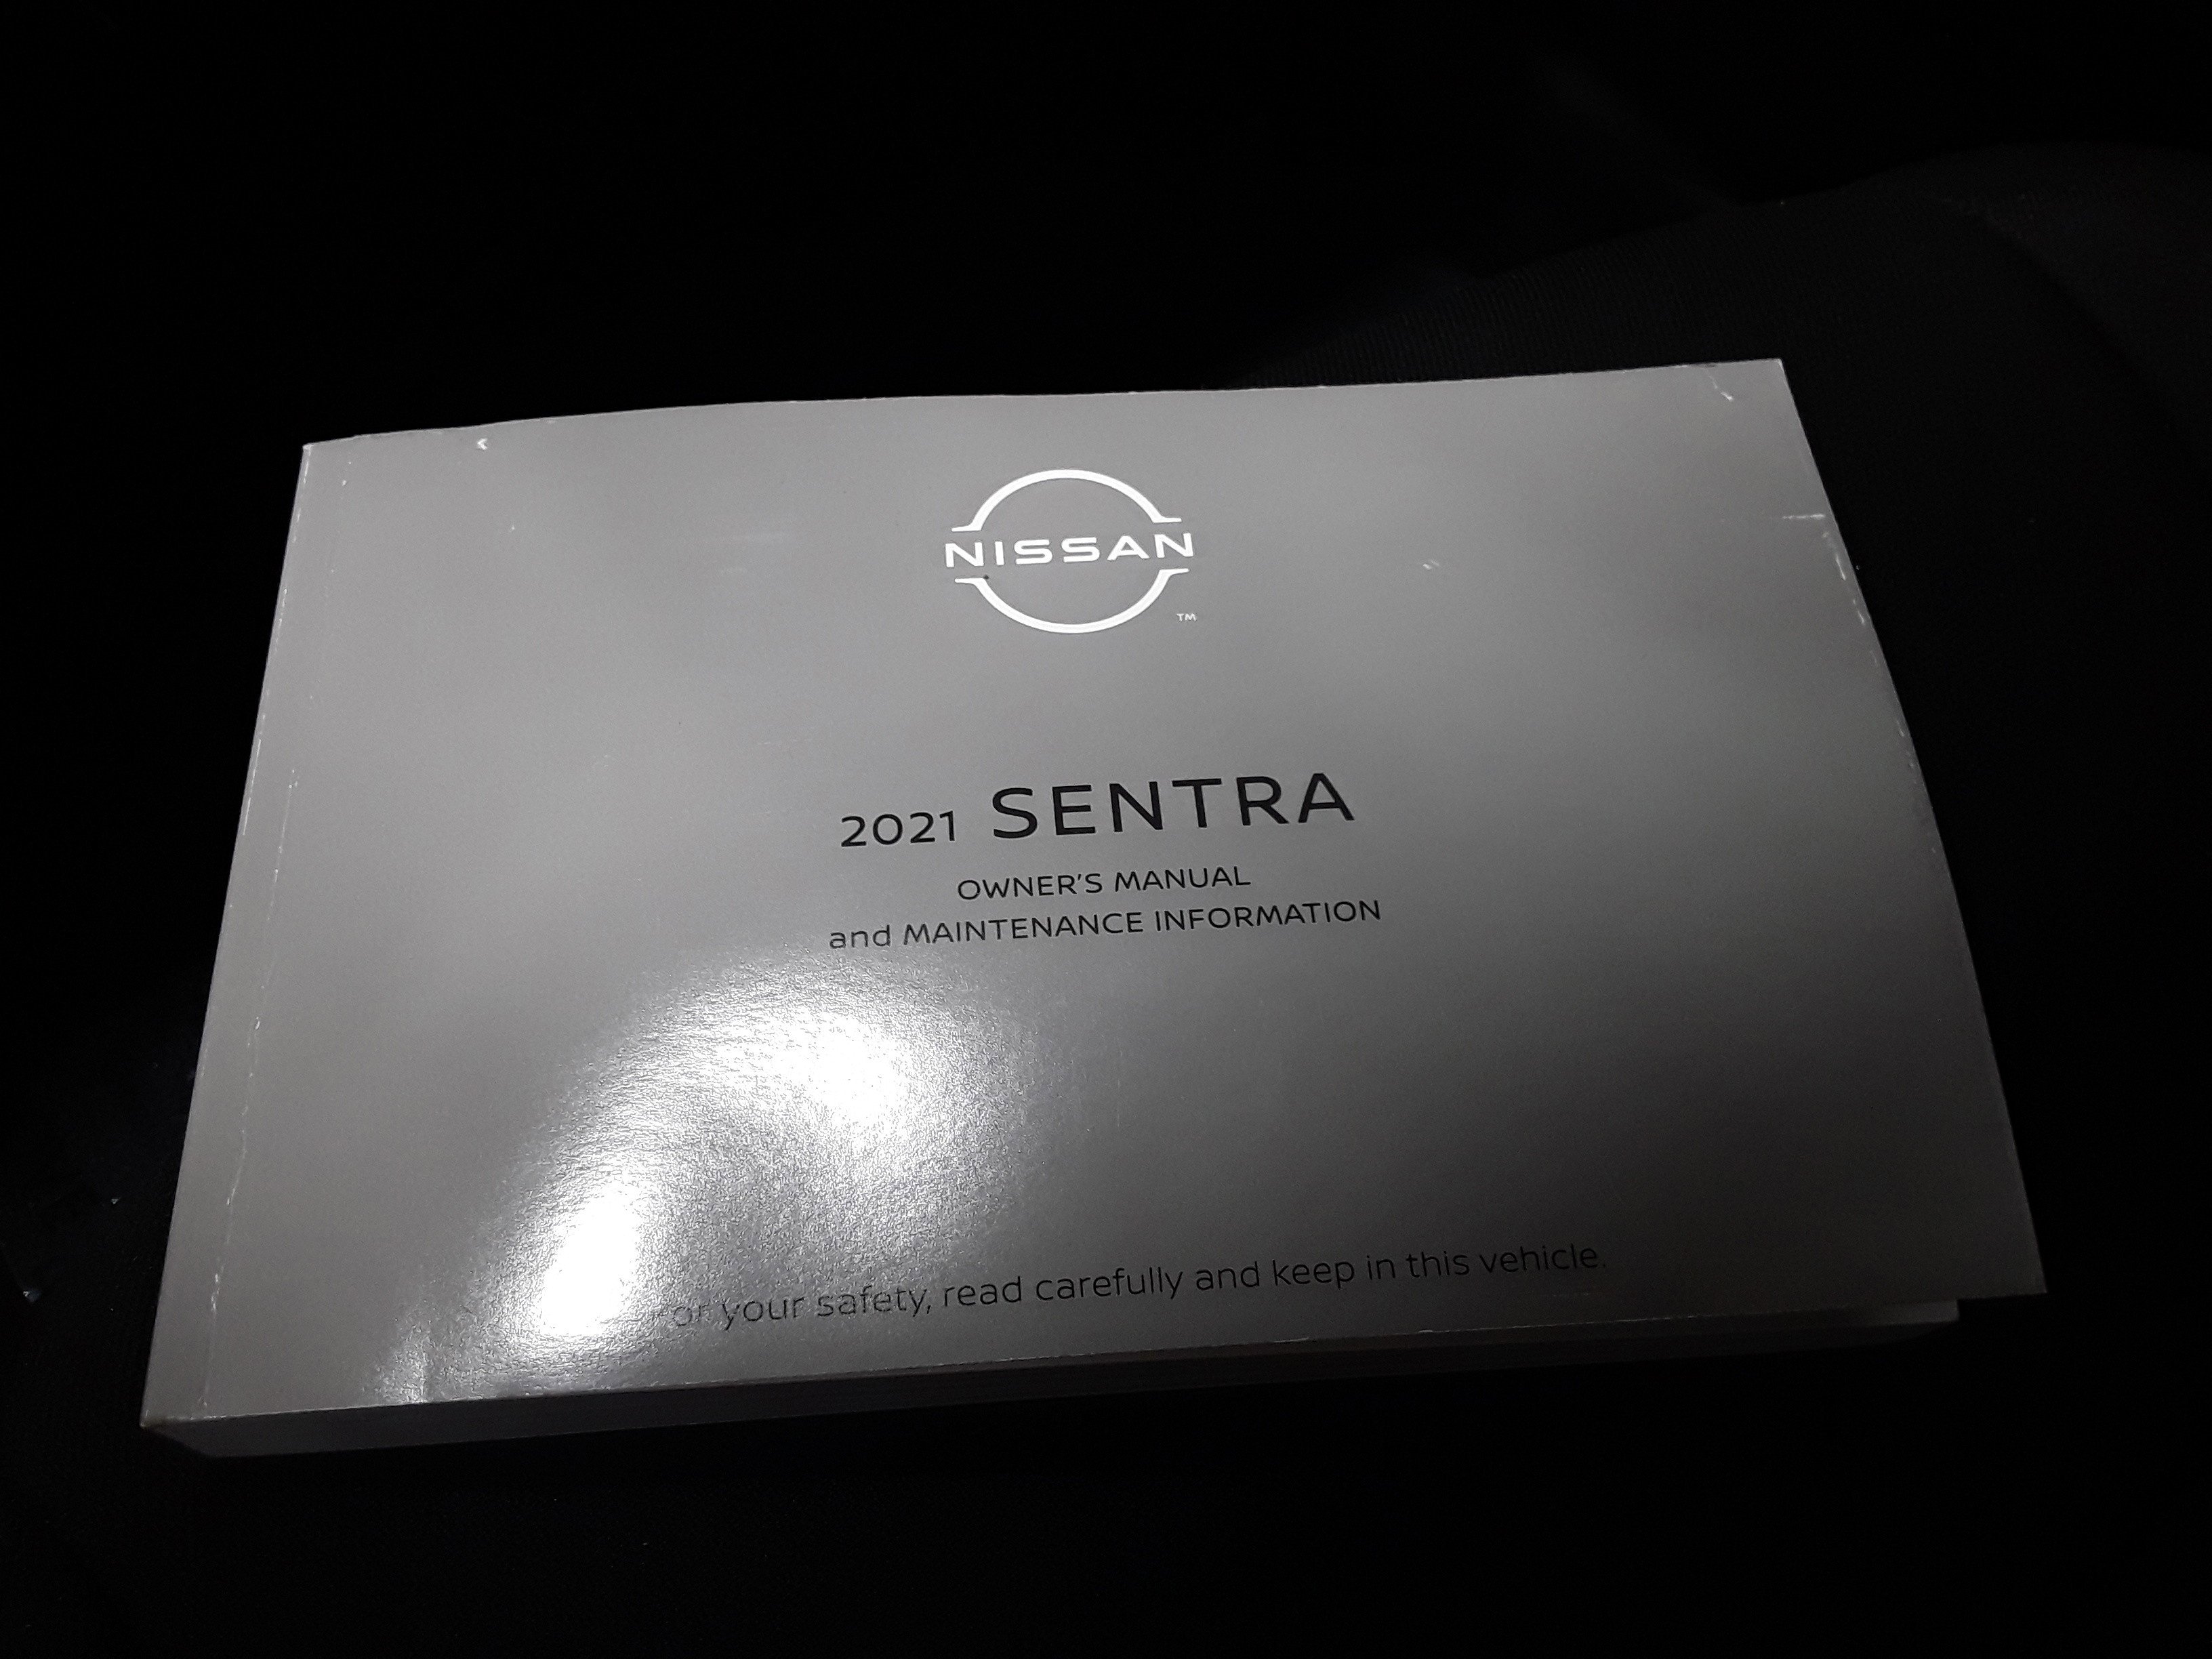 NISSAN
TM
2021 SENTRA
OWNER'S MANUAL
and MAINTENANCE INFORMATION
your safety, read carefully and keep in this vehicle.